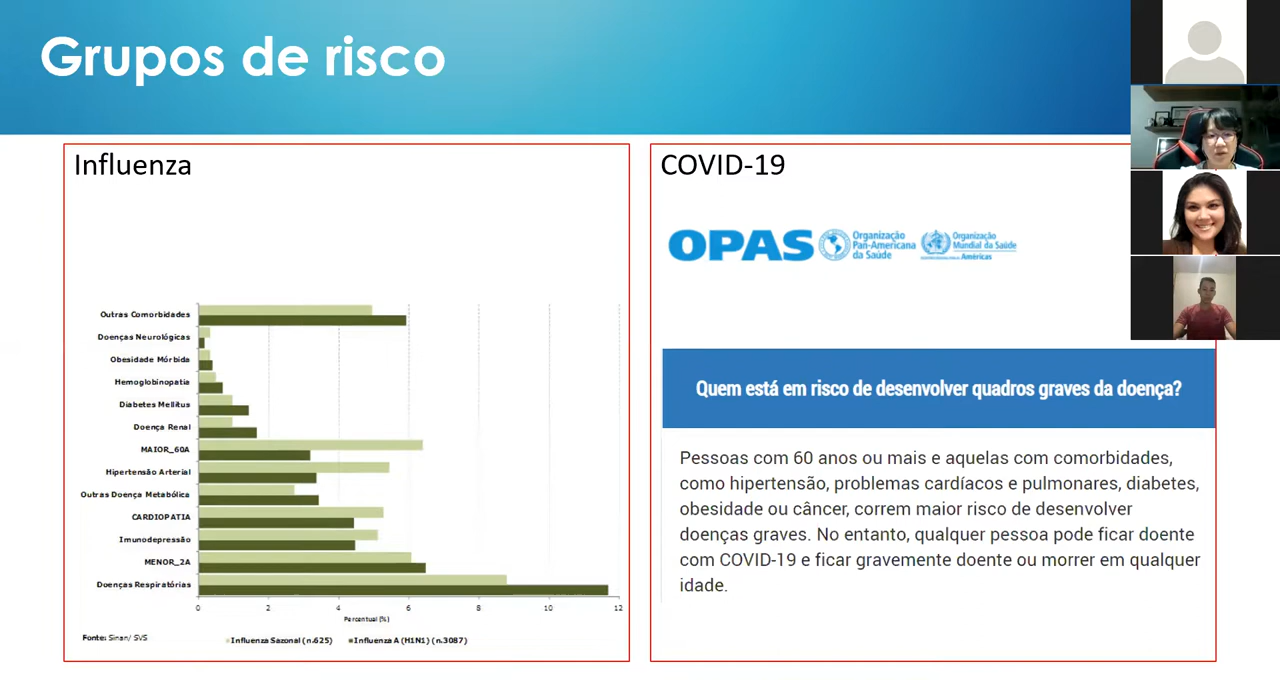 Grupos de risco
Influenza
Outras Comorbidades
Doenças Neurológicas
Obesidade Mórbida
Hemoglobinopatia
Diabetes Mellitus
Doença Renal
MAIOR_60A
Hipertensão Arterial
Outras Doença Metabólica
CARDIOPATIA
Imunodepressão
MENOR_2A
Doenças Respiratórias
0 2 4 6 8 10 12
Percentual (%)
Fonte: Sinan/ SVS
Influenza Sazonal (n.625) Influenza A (H1N1) (n.3087)
COVID-19
OPAS
Organização
Pan-Americana
da Saúde
Organização
Mundial da Saúde
Américas
Quem está em risco de desenvolver quadros graves da doença?
Pessoas com 60 anos ou mais e aquelas com comorbidades,
como hipertensão, problemas cardíacos e pulmonares, diabetes,
obesidade ou câncer, correm maior risco de desenvolver
doenças graves. No entanto, qualquer pessoa pode ficar doente
com COVID-19 e ficar gravemente doente ou morrer em qualquer
idade.